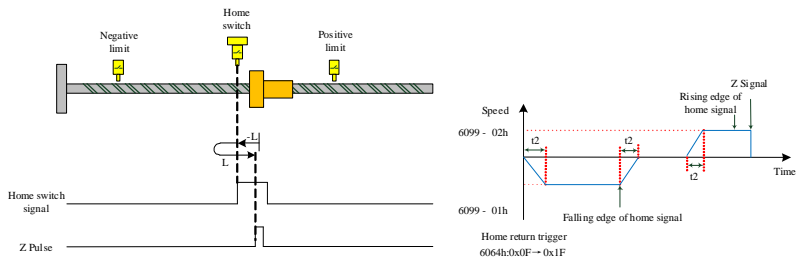 Home
switch
Negative
limit
Positive
limit
-L
L
Home switch
signal
Z Pulse
Z Signal
Rising edge of
home signal
Speed
6099 - 02h
t2
t2
t2
Time
6099 - 01h
Falling edge of home signal
Home return trigger
6064h:0x0F→0x1F